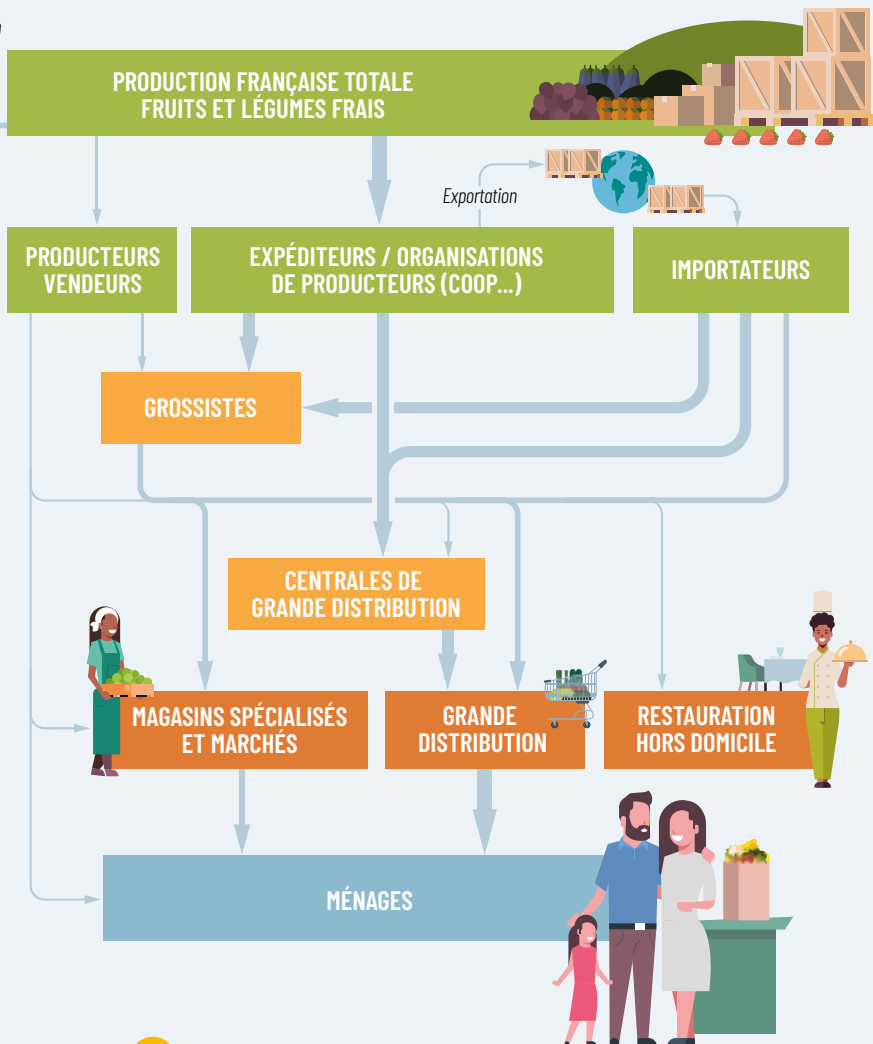 PRODUCTION FRANÇAISE TOTALE
FRUITS ET LÉGUMES FRAIS
Exportation
PRODUCTEURS
VENDEURS
EXPÉDITEURS / ORGANISATIONS
DE PRODUCTEURS (COOP...)
IMPORTATEURS
GROSSISTES
CENTRALES DE
GRANDE DISTRIBUTION
MAGASINS SPÉCIALISÉS
ET MARCHÉS
GRANDE
DISTRIBUTION
RESTAURATION
HORS DOMICILE
MÉNAGES